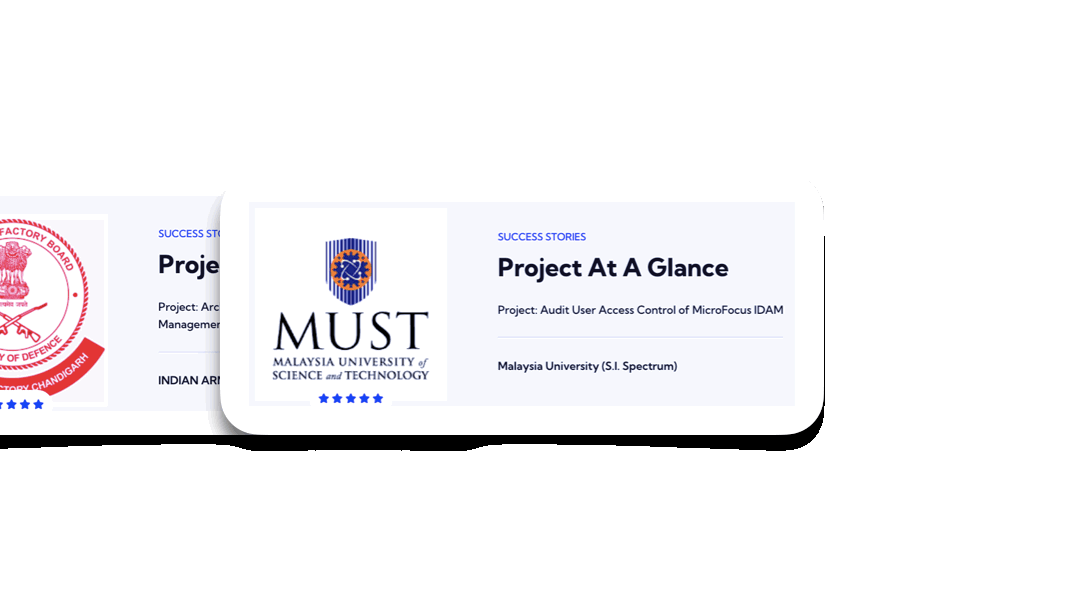 FACTORY BOARD
Y OF DEFENCE
CTORY CHANDIGARH
SUCCESS STO
Proje
Project: Arc
Managemen
INDIAN ARM
MUST
MALAYSIA UNIVERSITY of
SCIENCE and TECHNOLOGY
SUCCESS STORIES
Project At A Glance
Project: Audit User Access Control of MicroFocus IDAM
Malaysia University (S.I. Spectrum)